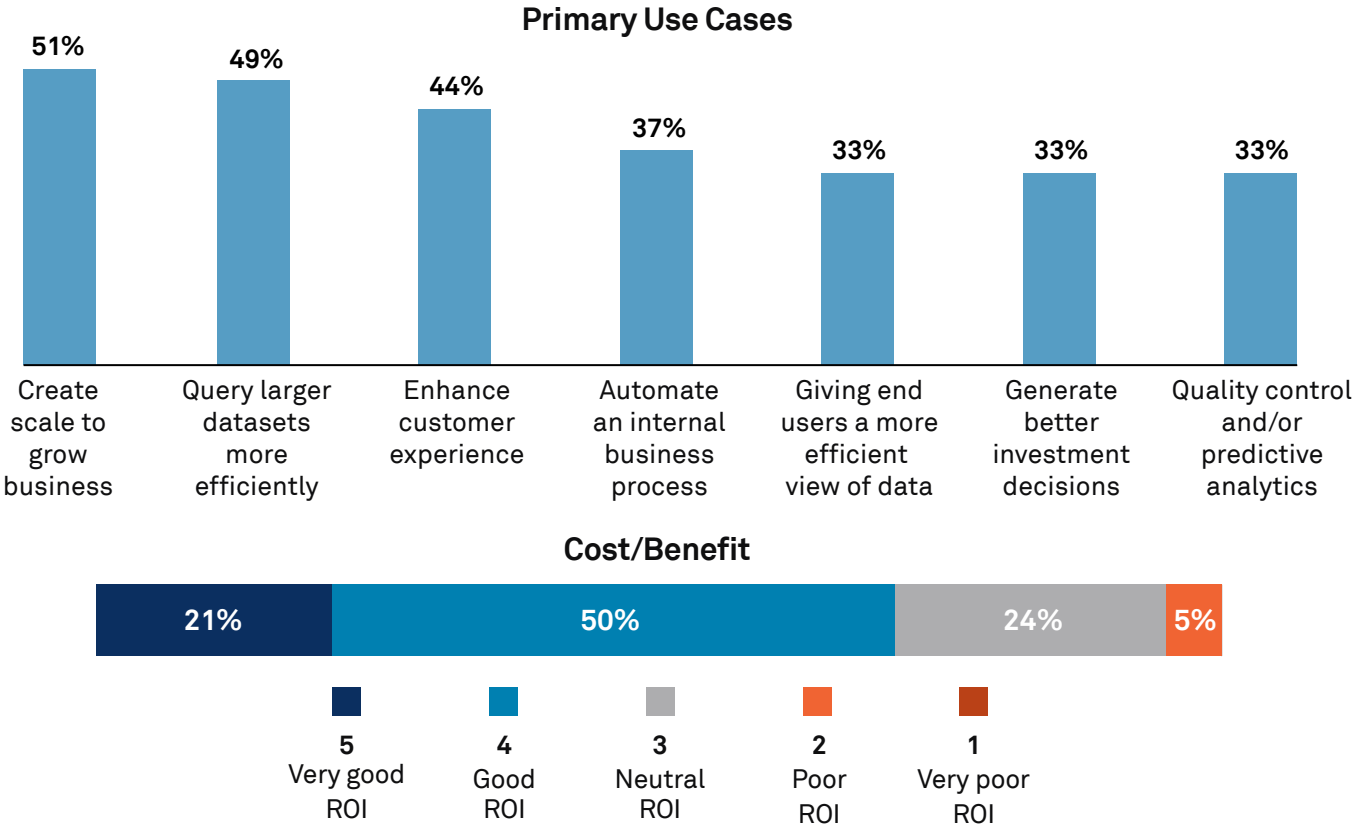 Primary Use Cases
51%
49%
44%
37%
33%
33%
33%
Create
scale to
grow
business
Query larger
datasets
more
efficiently
Enhance
customer
experience
Automate
an internal
business
process
Giving end
users a more
efficient
view of data
Generate
better
investment
decisions
Quality control
and/or
predictive
analytics
Cost/Benefit
21%
50%
24%
5%
5
Very good
ROI
4
Good
ROI
3
Neutral
ROI
2
Poor
ROI
1
Very poor
ROI